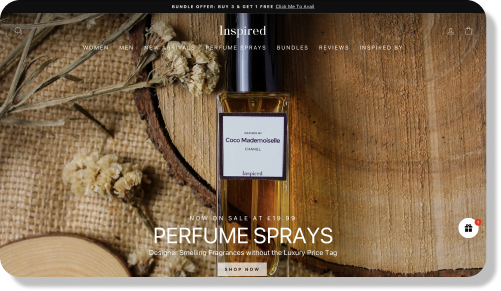 BUNDLE OFFER: BUY 3 & GET 1 FREE Click Me To Avail
Inspired
WOMEN MEN NEW ARRIVALS PERFUME SPRAYS BUNDLES REVIEWS INSPIRED BY
INSPIRED BY
Coco Mademoiselle
CHANEL
Inspired
NOW ON SALE AT £19.99
PERFUME SPRAYS
Designer Smelling Fragrances without the Luxury Price Tag
SHOP NOW